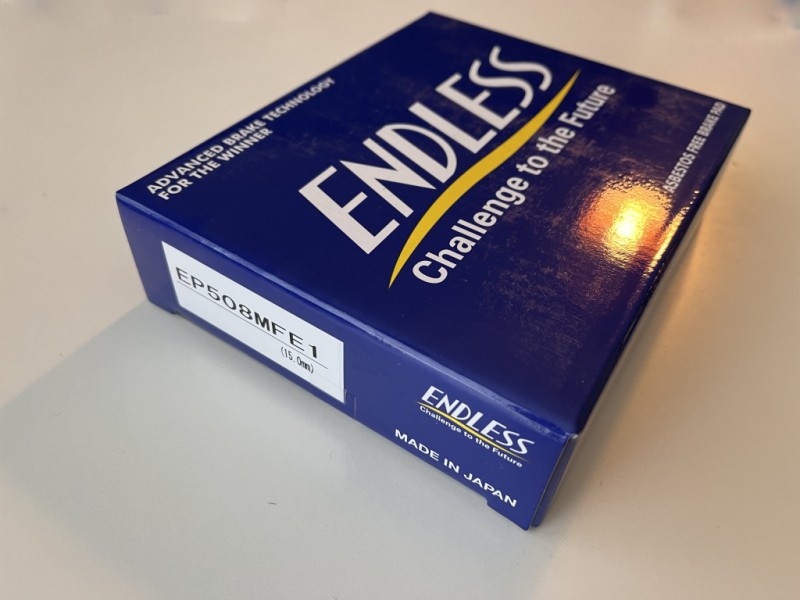 ADVANCED BRAKE TECHNOLOGY
FOR THE WINNER
ENDLESS
Challenge to the Future
ASBESTOS FREE BRAKE PAD
EP508MFE1
(15.0mm)
ENDLESS
Challenge to the Future
MADE IN JAPAN